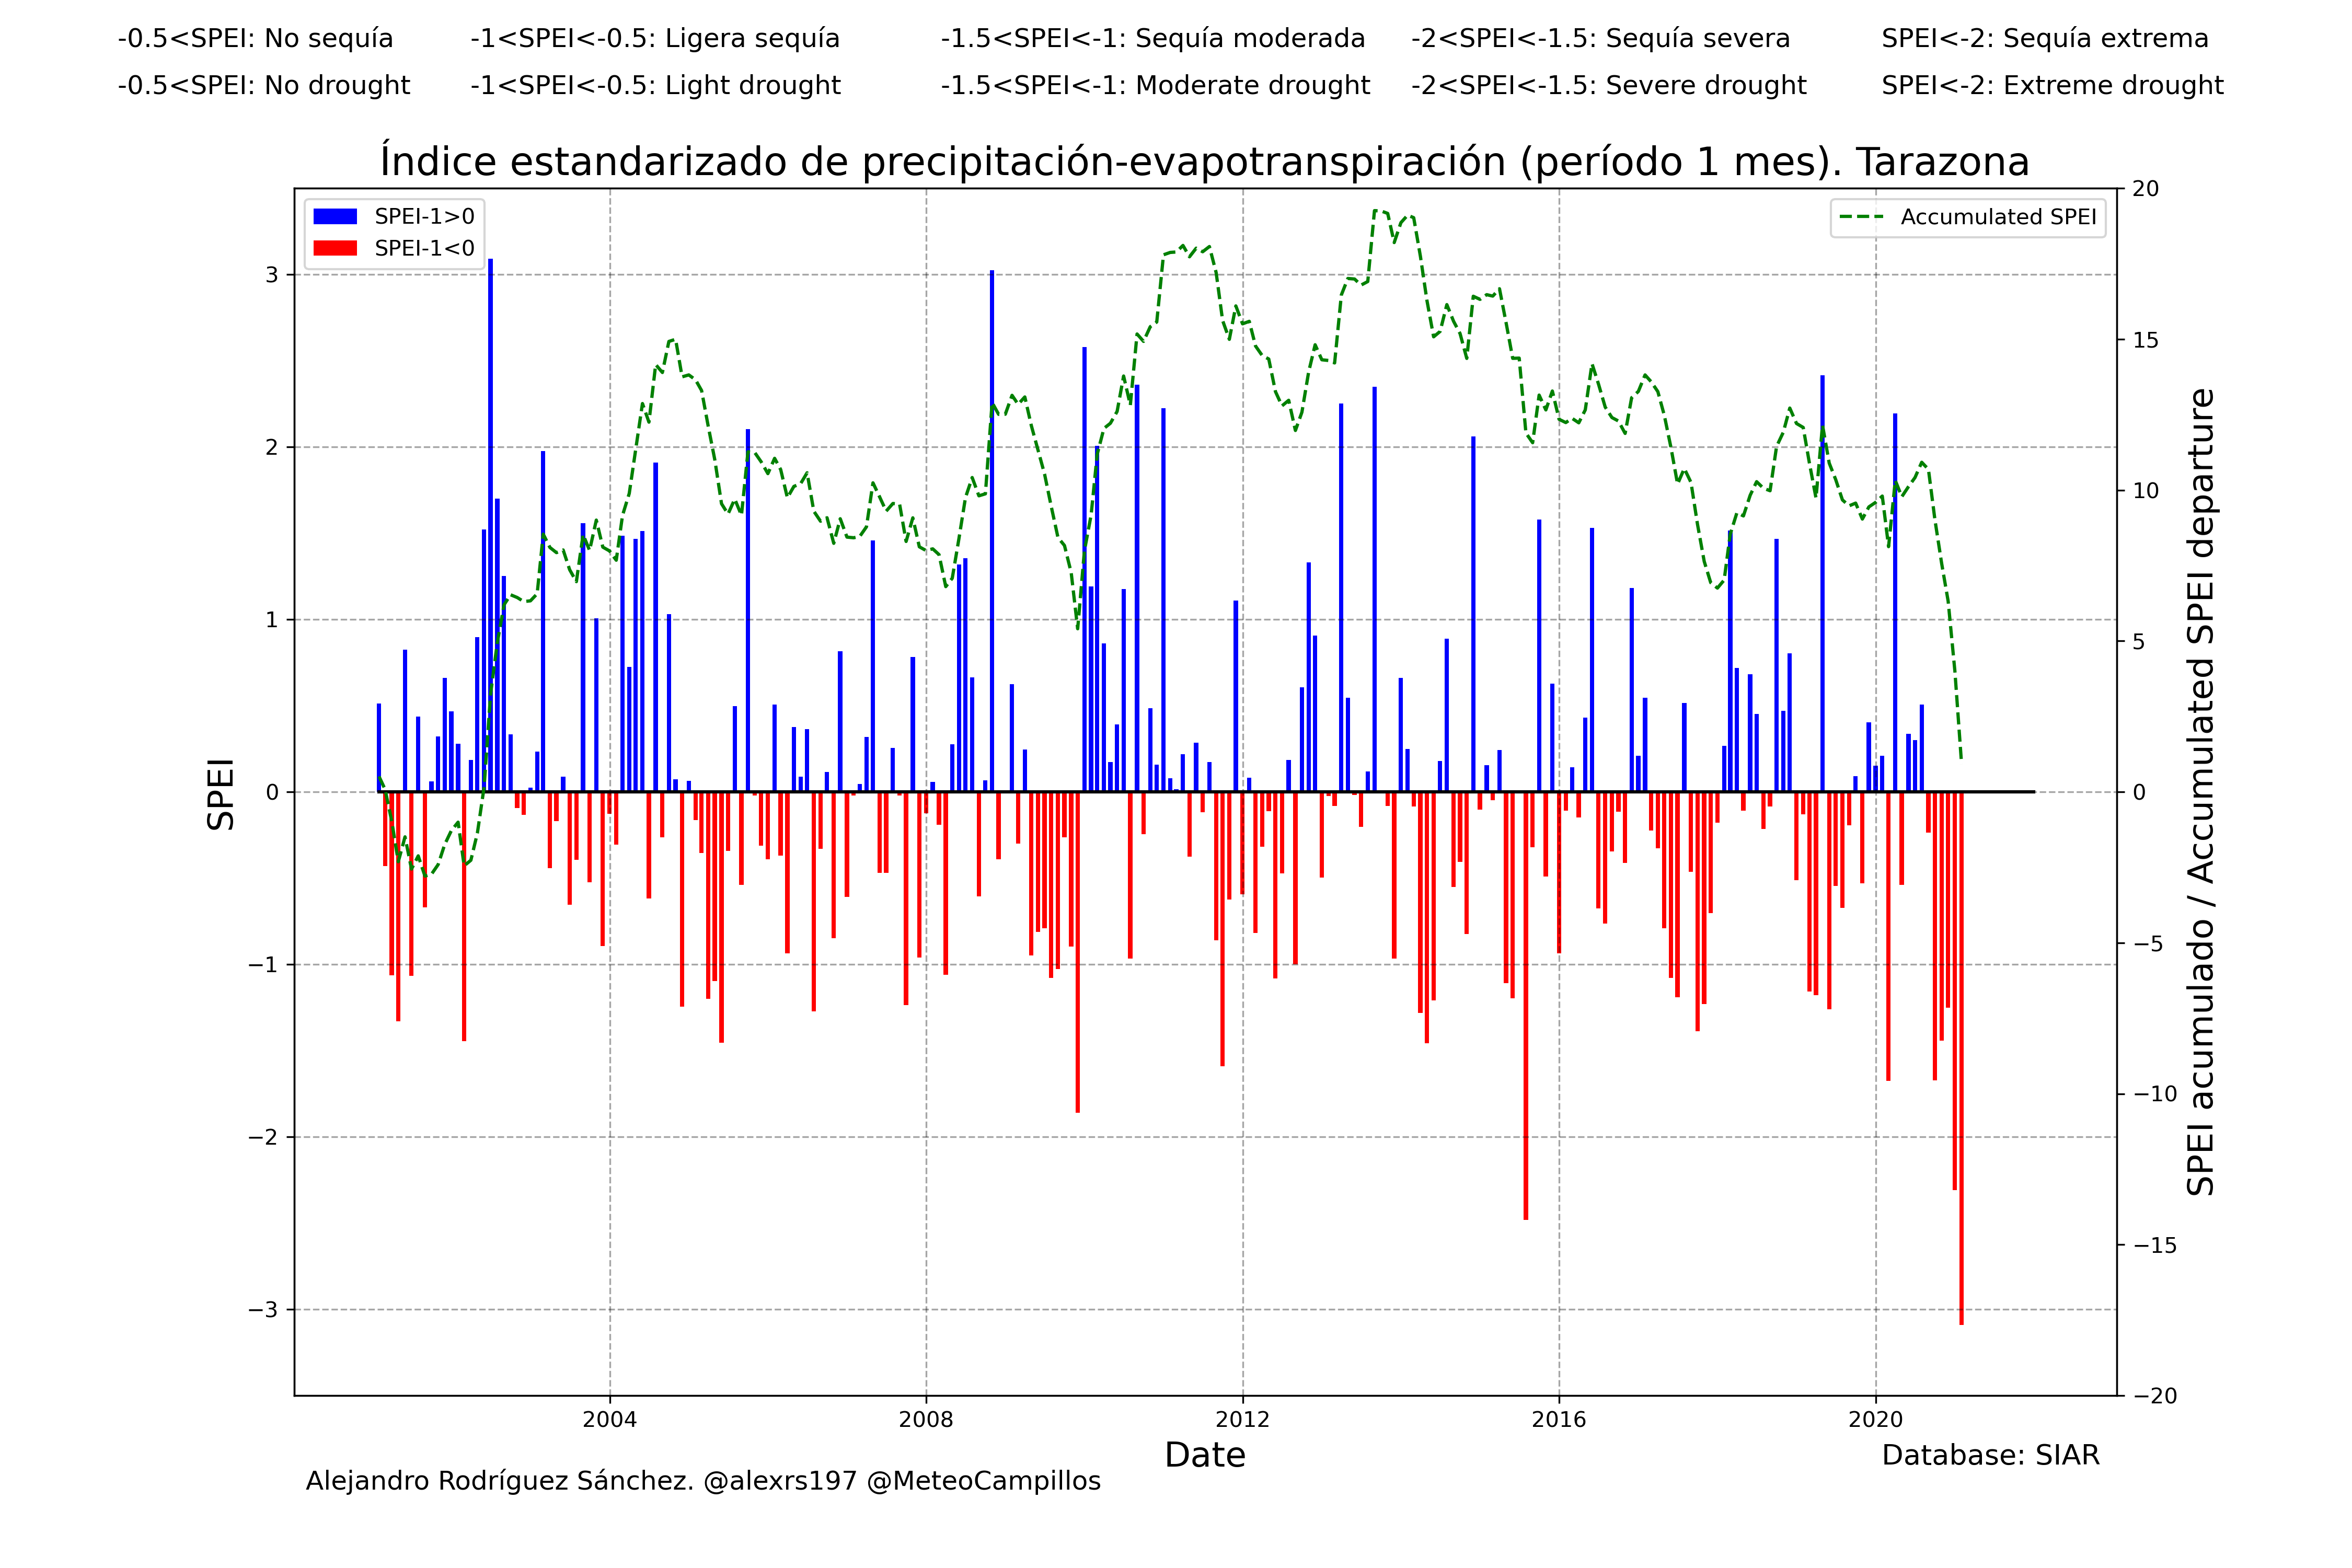 -0.5<SPEI: No sequía -1<SPEI<-0.5: Ligera sequía -1.5<SPEI<-1: Sequía moderada -2<SPEI<-1.5: Sequía severa SPEI<-2: Sequía extrema
-0.5<SPEI: No drought -1<SPEI<-0.5: Light drought -1.5<SPEI<-1: Moderate drought -2<SPEI<-1.5: Severe drought SPEI<-2: Extreme drought
Índice estandarizado de precipitación-evapotranspiración (período 1 mes). Tarazona
SPEI-1>0
SPEI-1<0
Accumulated SPEI
SPEI
3
2
1
0
−1
−2
−3
20
15
10
5
0
−5
−10
−15
−20
SPEI acumulado / Accumulated SPEI departure
2004 2008 2012 2016 2020
Date
Database: SIAR
Alejandro Rodríguez Sánchez. @alexrs197 @MeteoCampillos